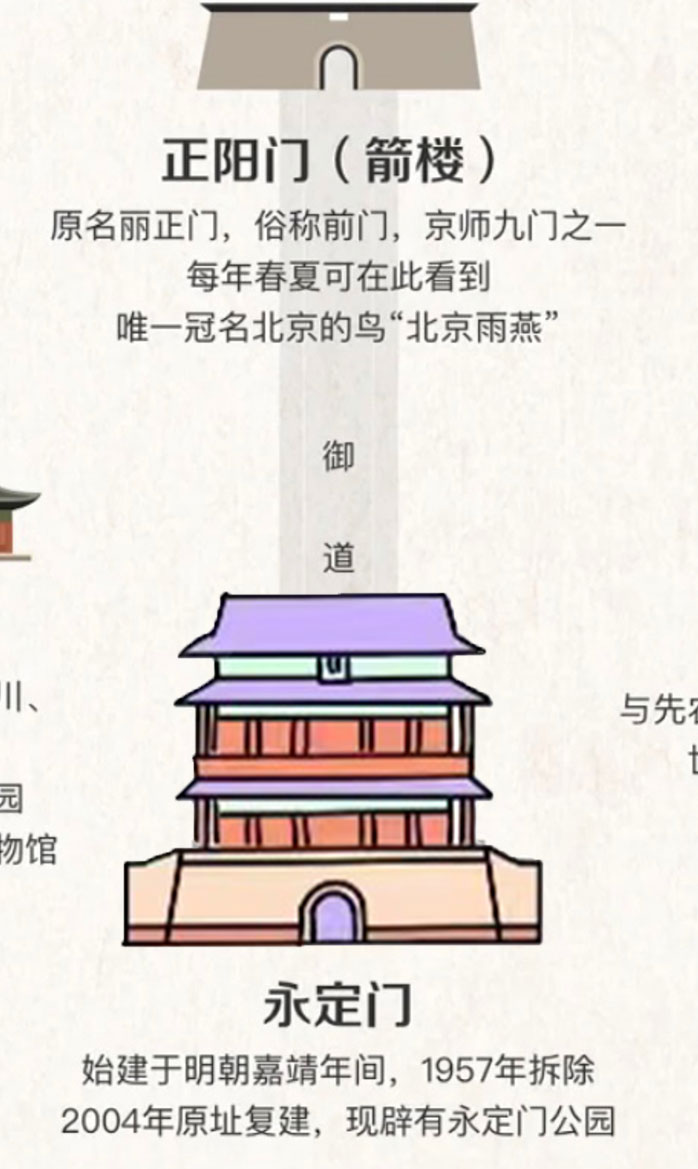 正阳门（箭楼）
原名丽正门，俗称前门，京师九门之一
每年春夏可在此看到
唯一冠名北京的鸟“北京雨燕”
御
道
川、
与先农
园
物馆
永定门
始建于明朝嘉靖年间，1957年拆除
2004年原址复建，现辟有永定门公园